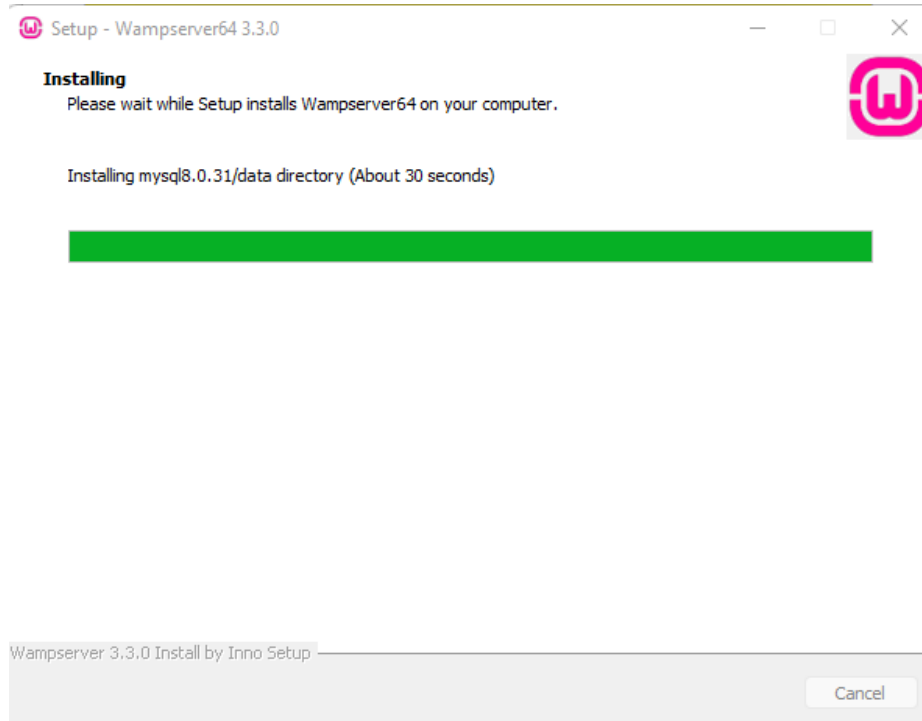 Setup - Wampserver64 3.3.0
Installing
Please wait while Setup installs Wampserver64 on your computer.
Installing mysql8.0.31/data directory (About 30 seconds)
Wampserver 3.3.0 Install by Inno Setup
Cancel